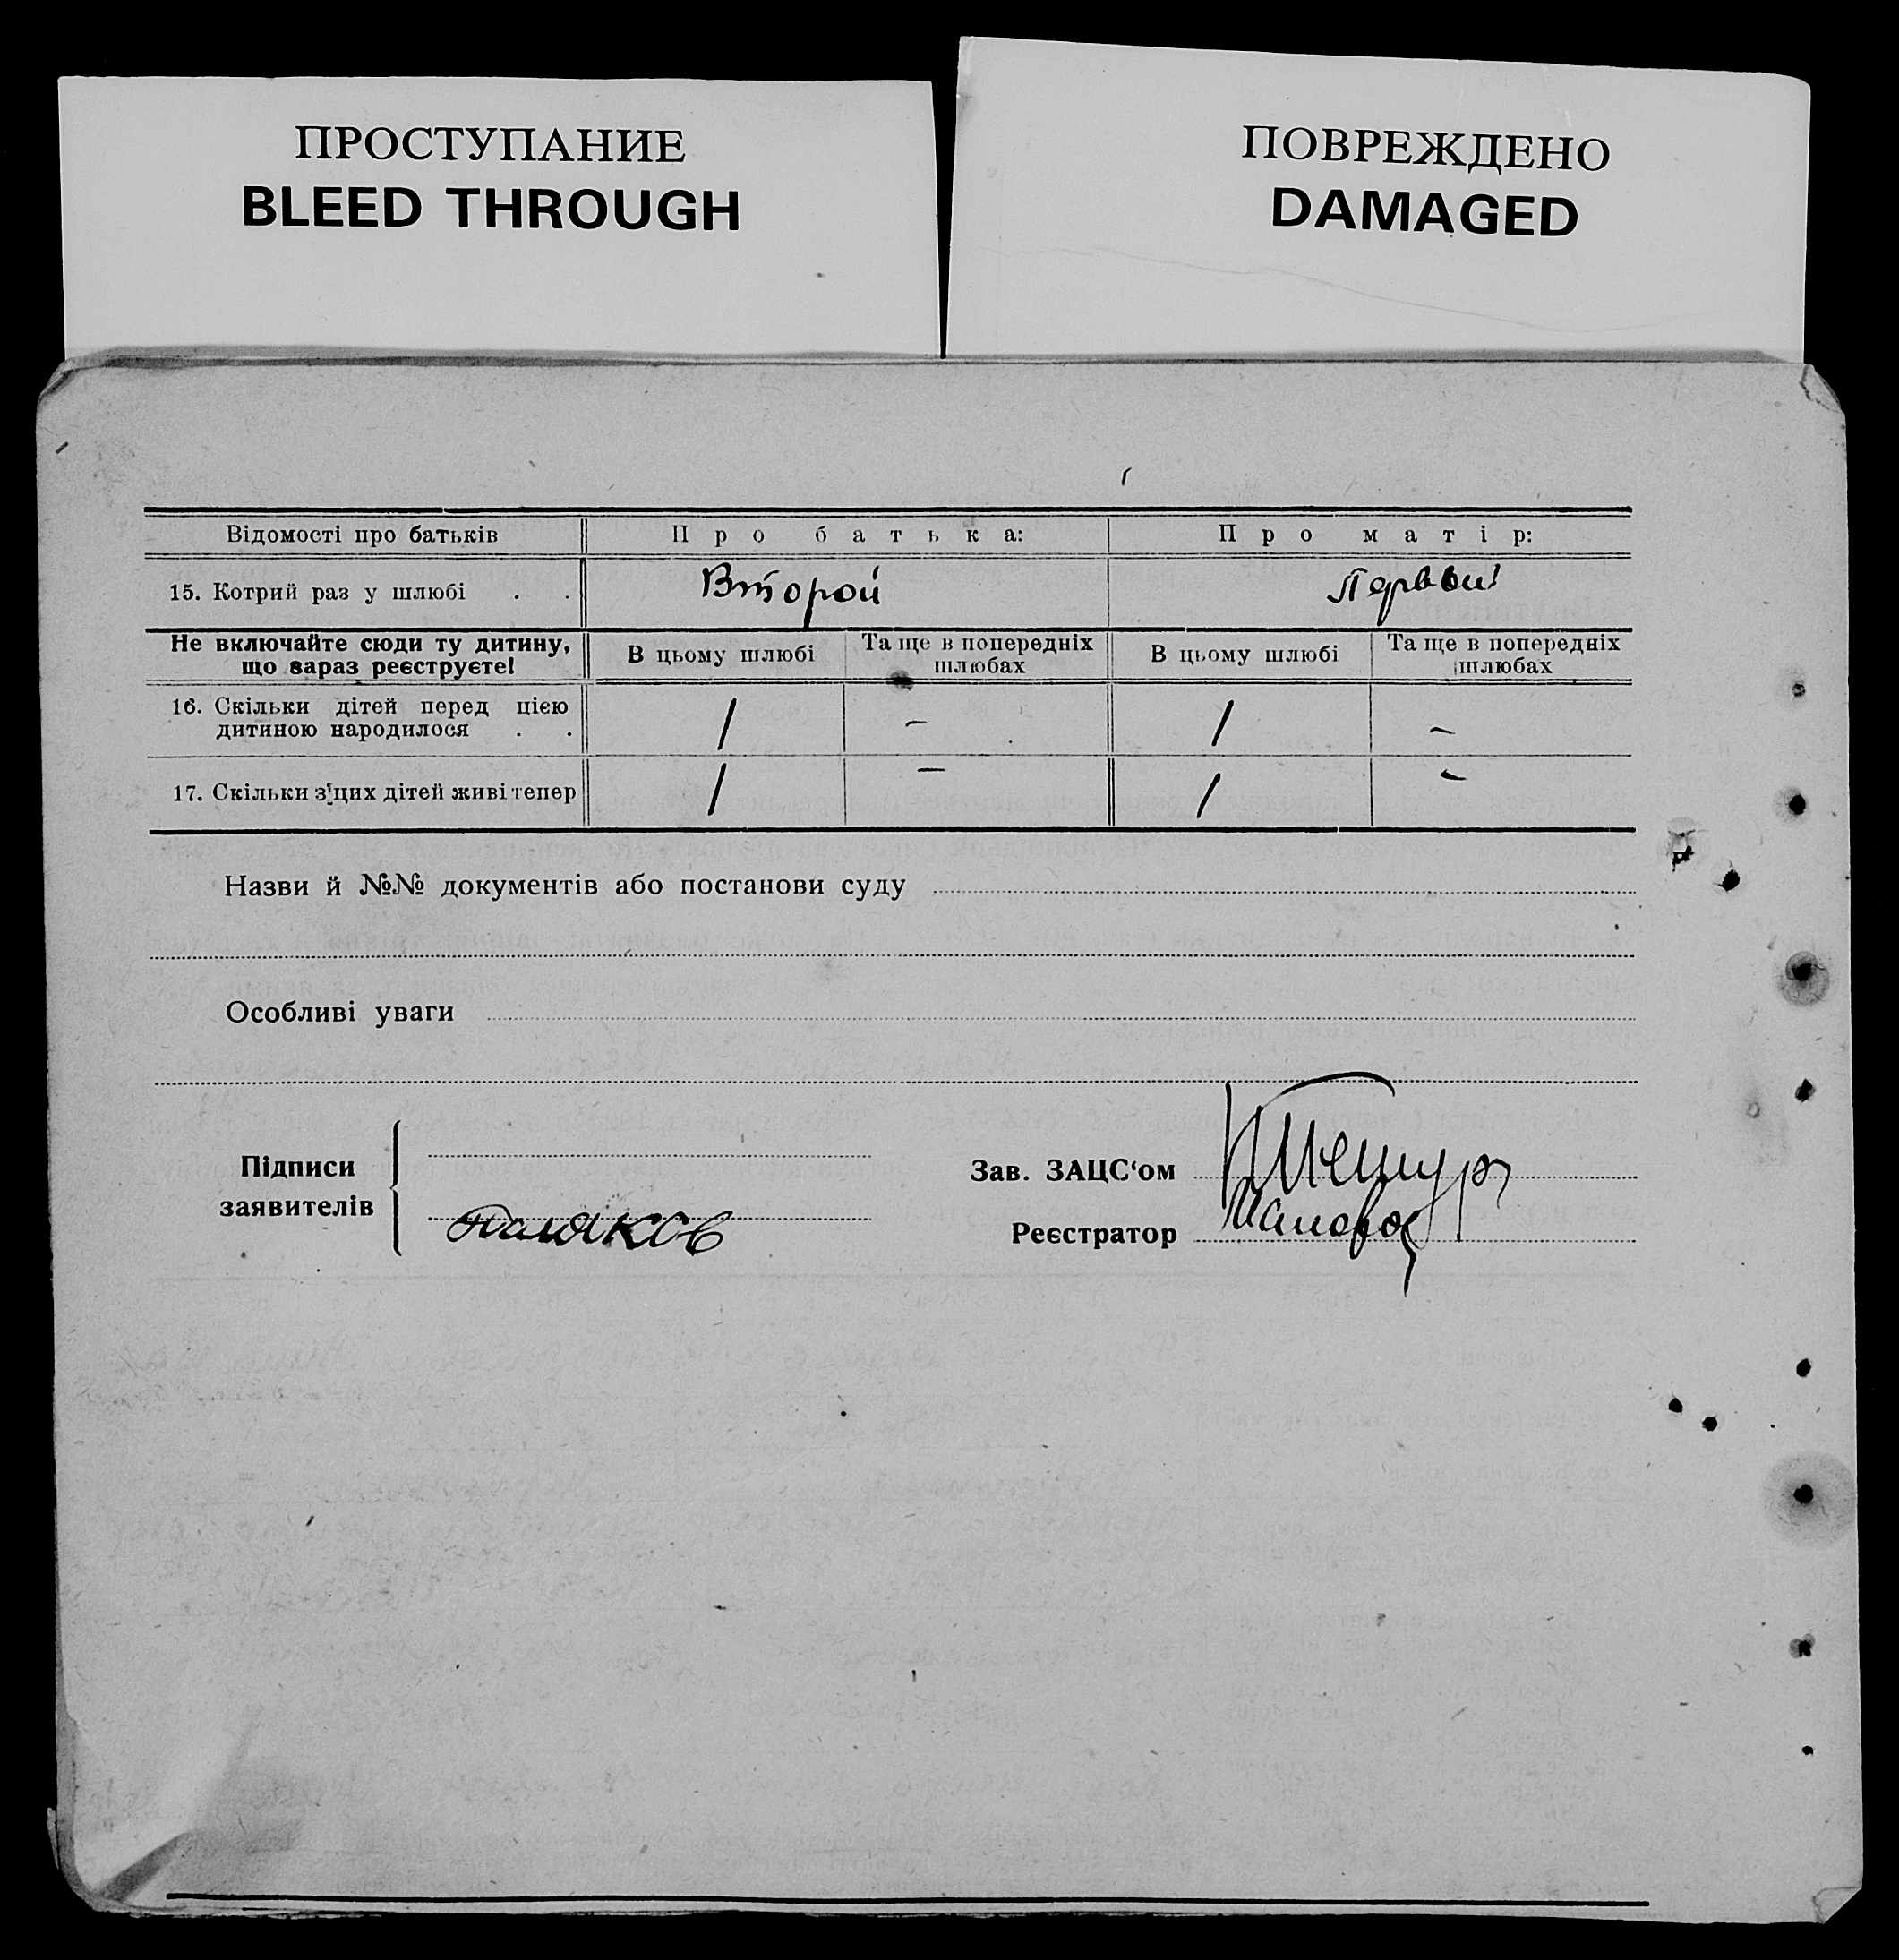 ПРОСТУПАНИЕ
BLEED THROUGH
ПОВРЕЖДЕНО
DAMAGED
Відомості про батьків Про батька: Про матір:
15. Котрий раз у шлюбі . . Второй Первый
Не включайте сюди ту дитину, що зараз реєструєте! В цьому шлюбі Та ще в попередніх шлюбах В цьому шлюбі Та ще в попередніх шлюбах
16. Скільки дітей перед цією дитиною народилося . . 1 – 1 –
17. Скільки з цих дітей живі тепер 1 – 1 –
Назви й №№ документів або постанови суду
Особливі уваги
Підписи заявителів
Поляков
Зав. ЗАЦС‘ом
Реєстратор